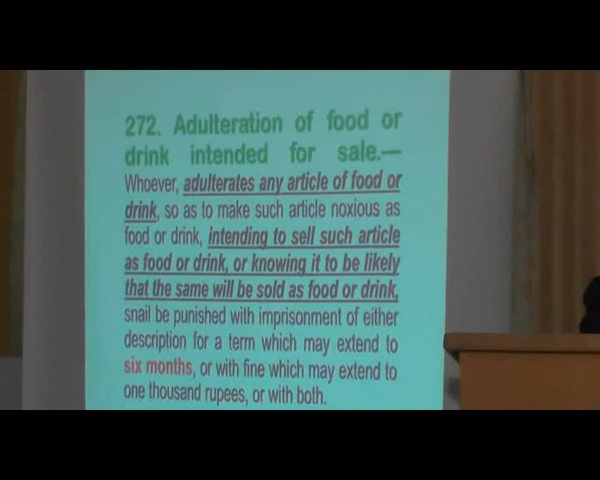 272. Adulteration of food or
drink intended for sale.—
Whoever, adulterates any article of food or
drink, so as to make such article noxious as
food or drink, intending to sell such article
as food or drink, or knowing it to be likely
that the same will be sold as food or drink,
snail be punished with imprisonment of either
description for a term which may extend to
six months, or with fine which may extend to
one thousand rupees, or with both.